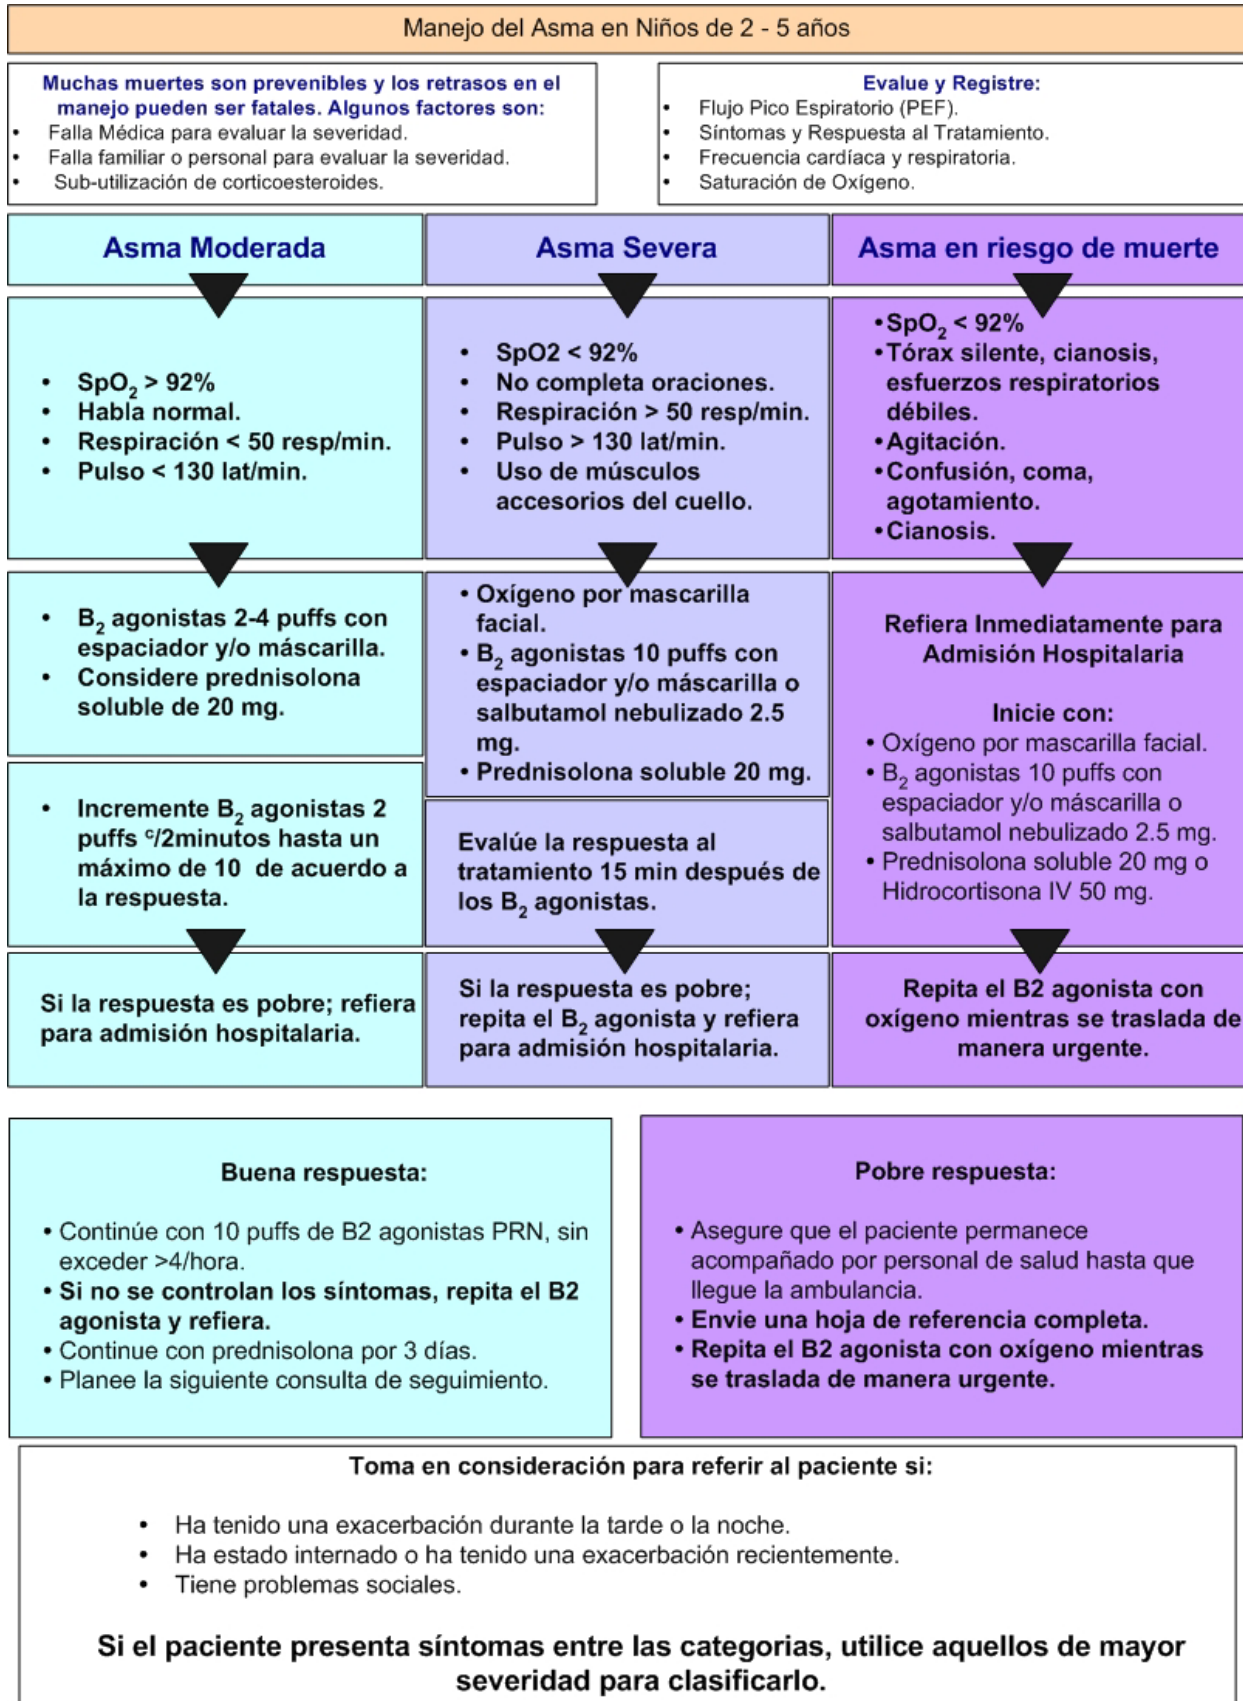 Manejo del Asma en Niños de 2 - 5 años
Muchas muertes son prevenibles y los retrasos en el
manejo pueden ser fatales. Algunos factores son:
• Falla Médica para evaluar la severidad.
• Falla familiar o personal para evaluar la severidad.
• Sub-utilización de corticoesteroides.
Evalue y Registre:
• Flujo Pico Espiratorio (PEF).
• Síntomas y Respuesta al Tratamiento.
• Frecuencia cardíaca y respiratoria.
• Saturación de Oxígeno.
Asma Moderada
• SpO₂ > 92%
• Habla normal.
• Respiración < 50 resp/min.
• Pulso < 130 lat/min.
• B₂ agonistas 2-4 puffs con
espaciador y/o máscarilla.
• Considere prednisolona
soluble de 20 mg.
• Incremente B₂ agonistas 2
puffs ᶜ/2minutos hasta un
máximo de 10 de acuerdo a
la respuesta.
Si la respuesta es pobre; refiera
para admisión hospitalaria.
Asma Severa
• SpO2 < 92%
• No completa oraciones.
• Respiración > 50 resp/min.
• Pulso > 130 lat/min.
• Uso de músculos
accesorios del cuello.
• Oxígeno por mascarilla
facial.
• B₂ agonistas 10 puffs con
espaciador y/o máscarilla o
salbutamol nebulizado 2.5
mg.
• Prednisolona soluble 20 mg.
Evalúe la respuesta al
tratamiento 15 min después de
los B₂ agonistas.
Si la respuesta es pobre;
repita el B₂ agonista y refiera
para admisión hospitalaria.
Asma en riesgo de muerte
• SpO₂ < 92%
• Tórax silente, cianosis,
esfuerzos respiratorios
débiles.
• Agitación.
• Confusión, coma,
agotamiento.
• Cianosis.
Refiera Inmediatamente para
Admisión Hospitalaria
Inicie con:
• Oxígeno por mascarilla facial.
• B₂ agonistas 10 puffs con
espaciador y/o máscarilla o
salbutamol nebulizado 2.5 mg.
• Prednisolona soluble 20 mg o
Hidrocortisona IV 50 mg.
Repita el B2 agonista con
oxígeno mientras se traslada de
manera urgente.
Buena respuesta:
• Continúe con 10 puffs de B2 agonistas PRN, sin
exceder >4/hora.
• Si no se controlan los síntomas, repita el B2
agonista y refiera.
• Continue con prednisolona por 3 días.
• Planee la siguiente consulta de seguimiento.
Pobre respuesta:
• Asegure que el paciente permanece
acompañado por personal de salud hasta que
llegue la ambulancia.
• Envie una hoja de referencia completa.
• Repita el B2 agonista con oxígeno mientras
se traslada de manera urgente.
Toma en consideración para referir al paciente si:
• Ha tenido una exacerbación durante la tarde o la noche.
• Ha estado internado o ha tenido una exacerbación recientemente.
• Tiene problemas sociales.
Si el paciente presenta síntomas entre las categorias, utilice aquellos de mayor
severidad para clasificarlo.